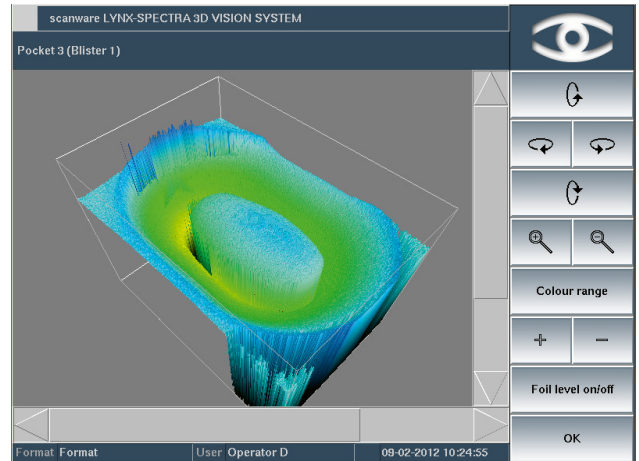 scanware LYNX-SPECTRA 3D VISION SYSTEM
Pocket 3 (Blister 1)
Colour range
+ −
Foil level on/off
OK
Format Format User Operator D 09-02-2012 10:24:55